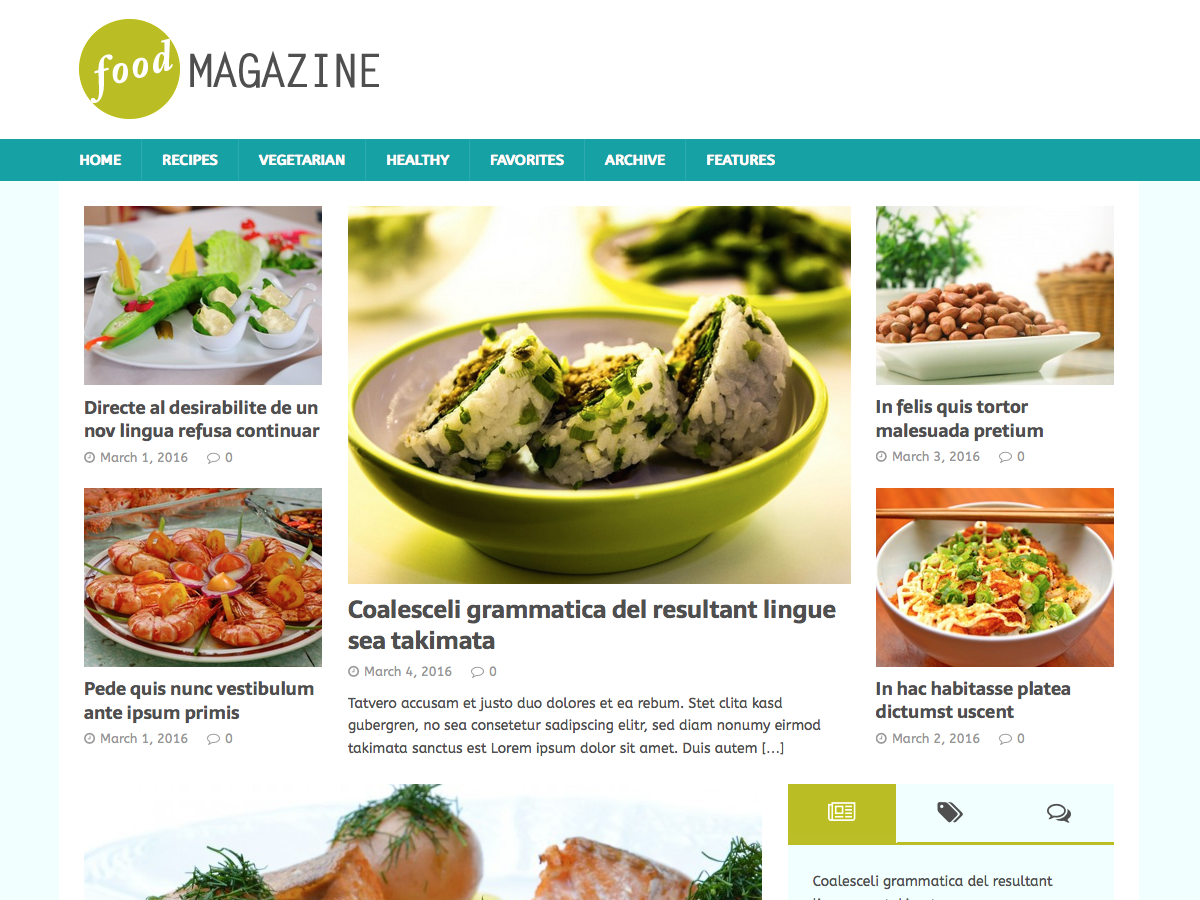 food MAGAZINE
HOME RECIPES VEGETARIAN HEALTHY FAVORITES ARCHIVE FEATURES
Directe al desirabilite de un
nov lingua refusa continuar
March 1, 2016 0
Pede quis nunc vestibulum
ante ipsum primis
March 1, 2016 0
Coalesceli grammatica del resultant lingue
sea takimata
March 4, 2016 0
Tatvero accusam et justo duo dolores et ea rebum. Stet clita kasd
gubergren, no sea consetetur sadipscing elitr, sed diam nonumy eirmod
takimata sanctus est Lorem ipsum dolor sit amet. Duis autem [...]
In felis quis tortor
malesuada pretium
March 3, 2016 0
In hac habitasse platea
dictumst uscent
March 2, 2016 0
Coalesceli grammatica del resultant